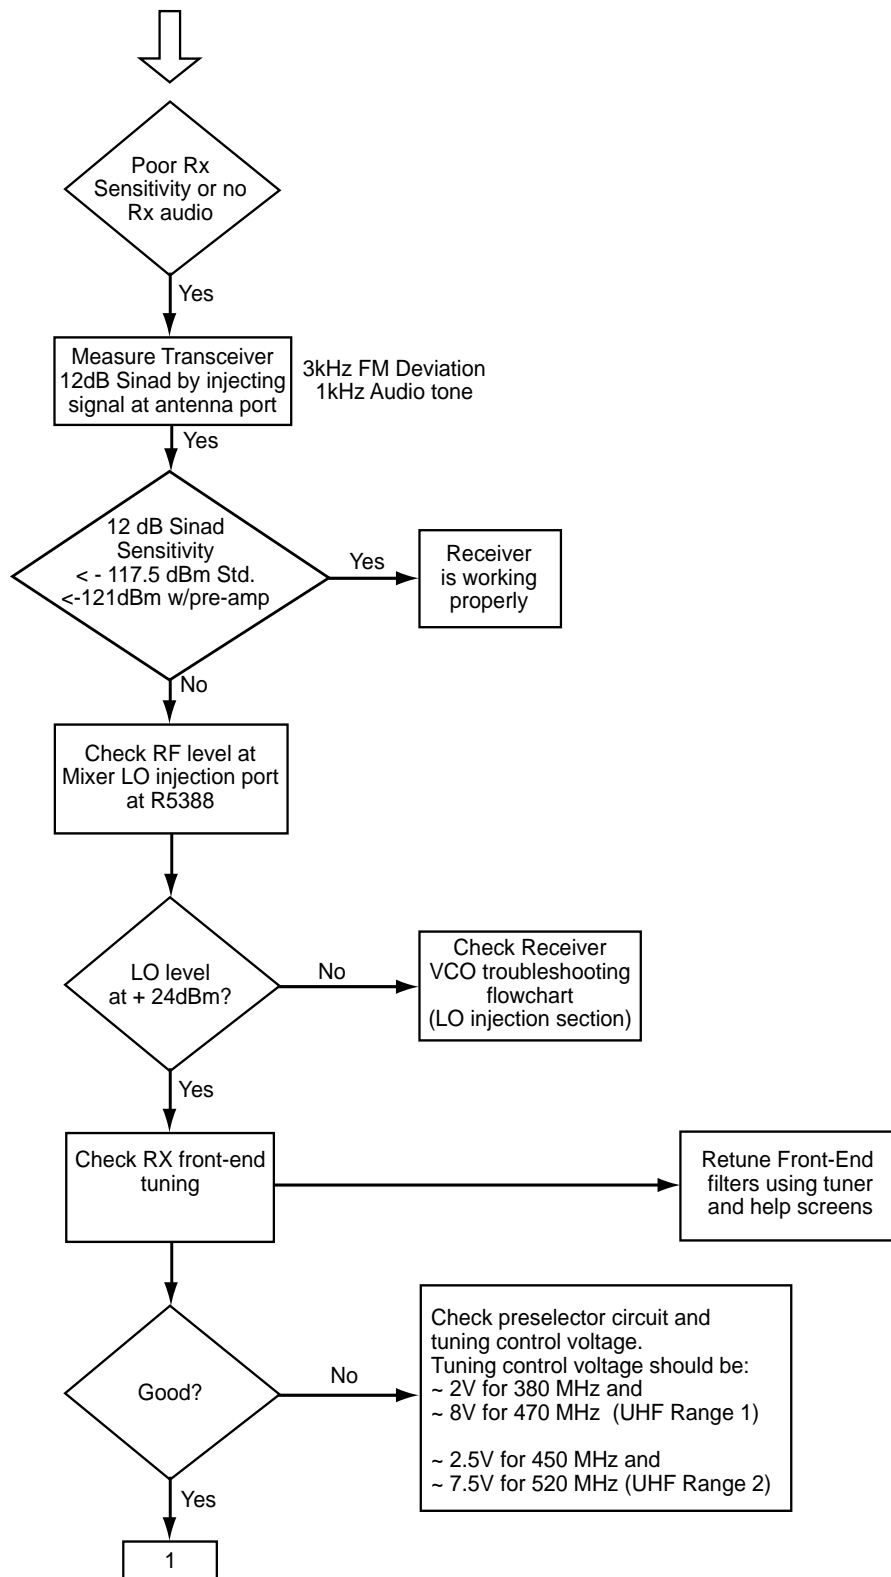 Poor Rx
Sensitivity or no
Rx audio
Yes
Measure Transceiver
12dB Sinad by injecting
signal at antenna port
3kHz FM Deviation
1kHz Audio tone
Yes
12 dB Sinad
Sensitivity
< - 117.5 dBm Std.
<-121dBm w/pre-amp
Yes
Receiver
is working
properly
No
Check RF level at
Mixer LO injection port
at R5388
LO level
at + 24dBm?
No
Check Receiver
VCO troubleshooting
flowchart
(LO injection section)
Yes
Check RX front-end
tuning
Retune Front-End
filters using tuner
and help screens
Good?
No
Check preselector circuit and
tuning control voltage.
Tuning control voltage should be:
~ 2V for 380 MHz and
~ 8V for 470 MHz  (UHF Range 1)
~ 2.5V for 450 MHz and
~ 7.5V for 520 MHz (UHF Range 2)
Yes
1